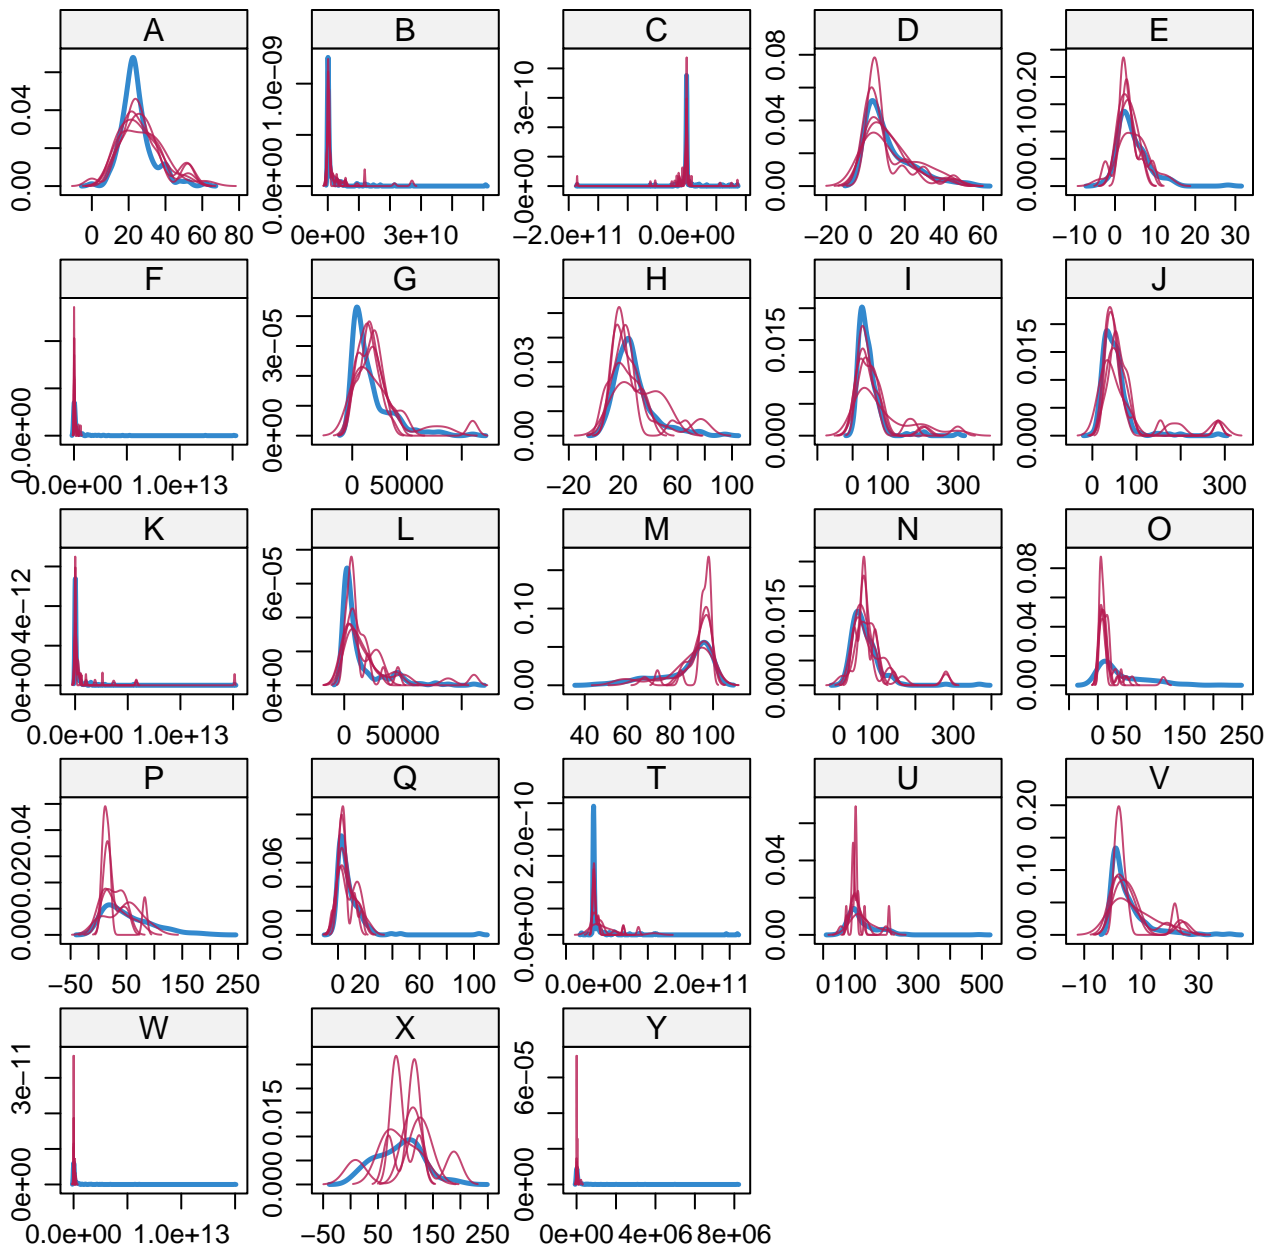 A B C D E
0.00 0.04
0 20 40 60 80
0.0e+00 1.0e−09
0e+00 3e+10
0e+00 3e−10
−2.0e+11 0.0e+00
0.00 0.04 0.08
−20 0 20 40 60
0.00 0.10 0.20
−10 0 10 20 30
F G H I J
0.0e+00
0.0e+00 1.0e+13
0e+00 3e−05
0 50000
0.00 0.03
−20 20 60 100
0.000 0.015
0 100 300
0.000 0.015
0 100 300
K L M N O
0e+00 4e−12
0.0e+00 1.0e+13
0e+00 6e−05
0 50000
0.00 0.10
40 60 80 100
0.000 0.015
0 100 300
0.00 0.04 0.08
0 50 150 250
P Q T U V
0.00 0.02 0.04
−50 50 150 250
0.00 0.06
0 20 60 100
0.0e+00 2.0e−10
0.0e+00 2.0e+11
0.00 0.04
0 100 300 500
0.00 0.10 0.20
−10 10 30
W X Y
0e+00 3e−11
0.0e+00 1.0e+13
0.000 0.015
−50 50 150 250
0e+00 6e−05
0e+00 4e+06 8e+06